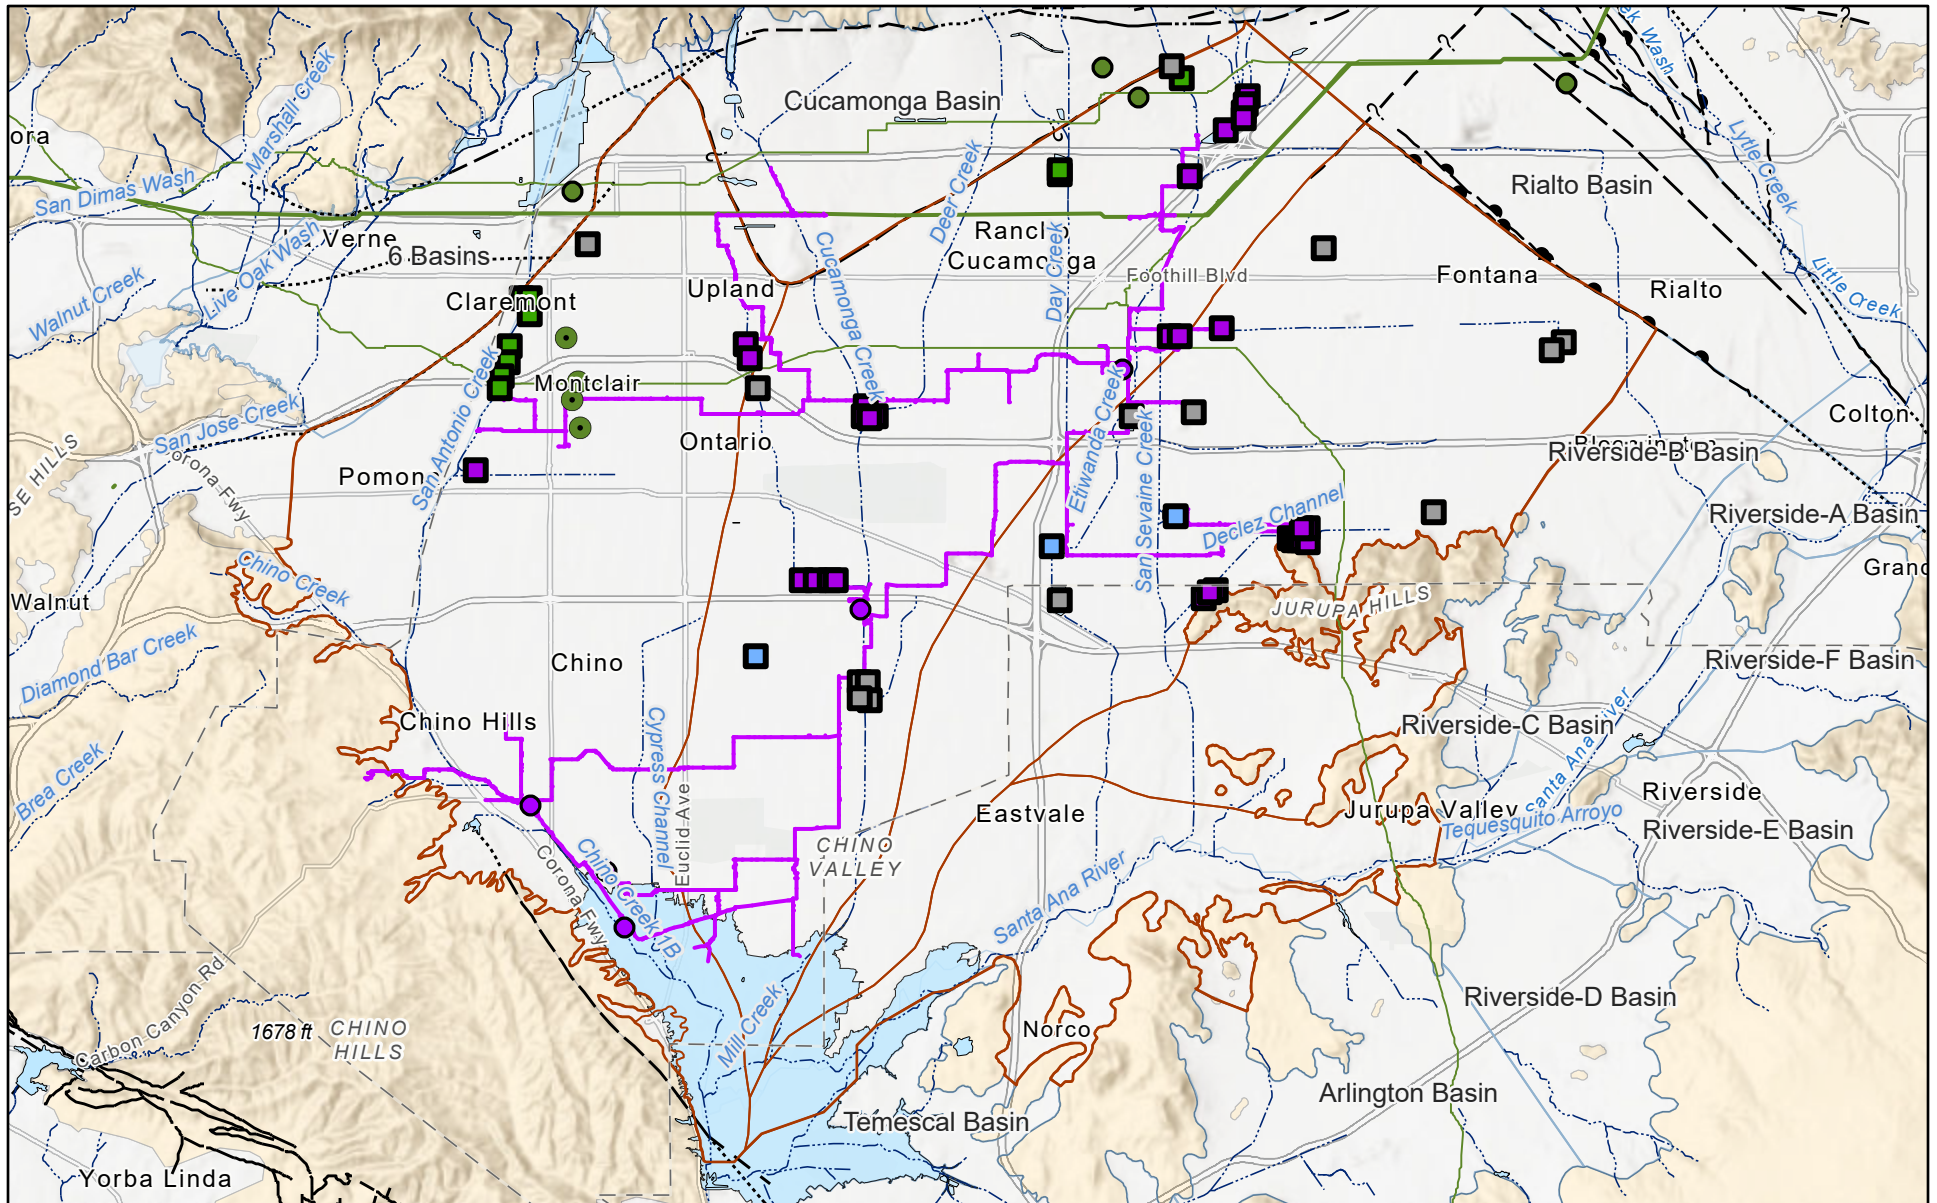 ?
ek Wash
Cucamonga Basin
Marshall Creek
ora
?
?
Lytle Creek
San Dimas Wash
Deer Creek
Rialto Basin
Verne
6 Basins
Live Oak Wash
Cucamonga Creek
Day Creek
Cucamonga
Foothill Blvd
Fontana
Rialto
Little Creek
Walnut Creek
Claremont
Upland
Montclair
San Antonio Creek
San Jose Creek
Etiwanda Creek
San Sevaine Creek
Colton
Ontario
Riverside-B Basin
SE HILLS
Corona Fwy
Pomon
Riverside-A Basin
Declez Channel
Chino Creek
Grand
Walnut
JURUPA HILLS
Diamond Bar Creek
Chino
Riverside-F Basin
Chino Hills
Cypress Channel
Riverside-C Basin
Santa Ana River
Brea Creek
Euclid Ave
Eastvale
Jurupa Valley
Riverside
Tequesquito Arroyo
Riverside-E Basin
CHINO
VALLEY
Corona Fwy
Chino Creek 1B
Santa Ana River
Carbon Canyon Rd
1678 ft
CHINO
HILLS
Mill Creek
Norco
Riverside-D Basin
Arlington Basin
Temescal Basin
Yorba Linda